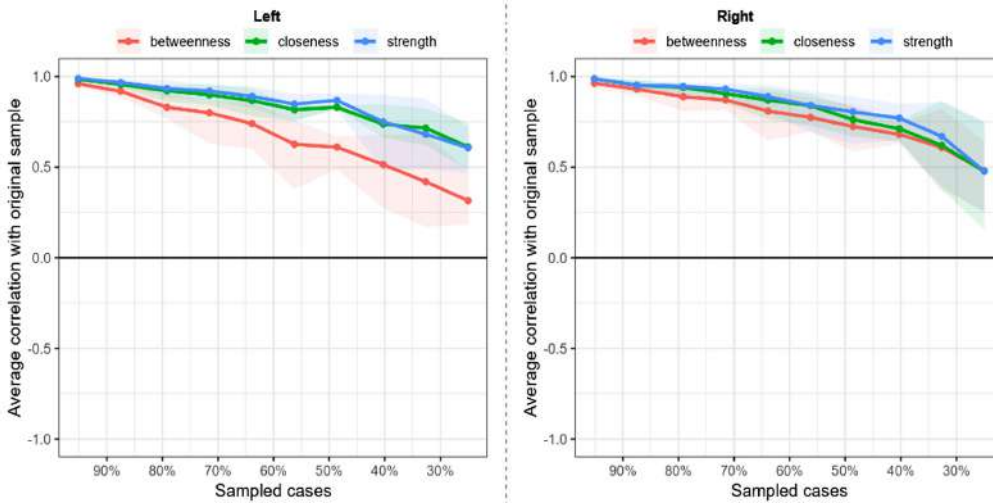 Left
betweenness closeness strength
Average correlation with original sample
1.0
0.5
0.0
-0.5
-1.0
90% 80% 70% 60% 50% 40% 30%
Sampled cases
Right
betweenness closeness strength
Average correlation with original sample
1.0
0.5
0.0
-0.5
-1.0
90% 80% 70% 60% 50% 40% 30%
Sampled cases